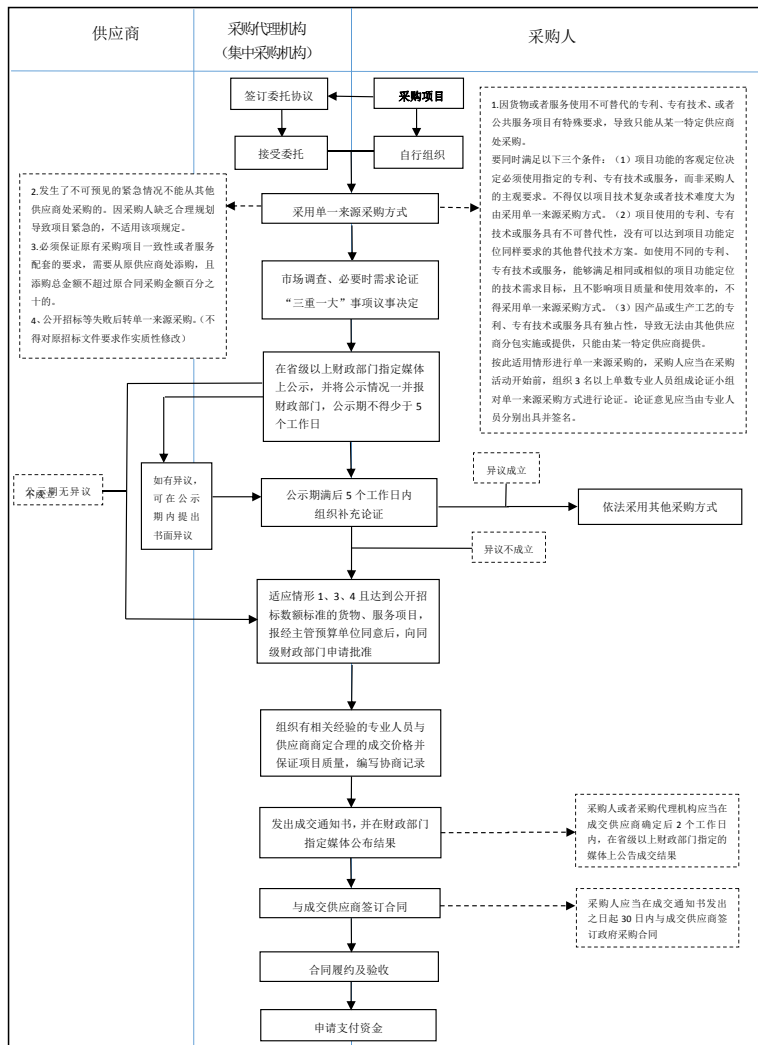 供应商
采购代理机构
（集中采购机构）
采购人
签订委托协议
采购项目
接受委托
自行组织
采用单一来源采购方式
1.因货物或者服务使用不可替代的专利、专有技术、或者
公共服务项目有特殊要求，导致只能从某一特定供应商
处采购。
要同时满足以下三个条件：（1）项目功能的客观定位决
定必须使用指定的专利、专有技术或服务，而非采购人
的主观要求。不得仅以项目技术复杂或者技术难度大为
由采用单一来源采购方式。（2）项目使用的专利、专有
技术或服务具有不可替代性，没有可以达到项目功能定
位同样要求的其他替代技术方案。如使用不同的专利、
专有技术或服务，能够满足相同或相似的项目功能定位
的技术需求目标，且不影响项目质量和使用效率的，不
得采用单一来源采购方式。（3）因产品或生产工艺的专
利、专有技术或服务具有独占性，导致无法由其他供应
商分包实施或提供，只能由某一特定供应商提供。
按此适用情形进行单一来源采购的，采购人应当在采购
活动开始前，组织 3 名以上单数专业人员组成论证小组
对单一来源采购方式进行论证。论证意见应当由专业人
员分别出具并签名。
2.发生了不可预见的紧急情况不能从其他
供应商处采购的。因采购人缺乏合理规划
导致项目紧急的，不适用该项规定。
3.必须保证原有采购项目一致性或者服务
配套的要求，需要从原供应商处添购，且
添购总金额不超过原合同采购金额百分之
十的。
4、公开招标等失败后转单一来源采购。（不
得对原招标文件要求作实质性修改）
市场调查、必要时需求论证
“三重一大”事项议事决定
在省级以上财政部门指定媒体
上公示，并将公示情况一并报
财政部门，公示期不得少于 5
个工作日
公示期无异议
如有异议，
可在公示
期内提出
书面异议
公示期满后 5 个工作日内
组织补充论证
异议成立
依法采用其他采购方式
异议不成立
适应情形 1、3、4 且达到公开招
标数额标准的货物、服务项目，
报经主管预算单位同意后，向同
级财政部门申请批准
组织有相关经验的专业人员与
供应商商定合理的成交价格并
保证项目质量，编写协商记录
发出成交通知书，并在财政部门
指定媒体公布结果
采购人或者采购代理机构应当在
成交供应商确定后 2 个工作日
内，在省级以上财政部门指定的
媒体上公告成交结果
与成交供应商签订合同
采购人应当在成交通知书发出
之日起 30 日内与成交供应商签
订政府采购合同
合同履约及验收
申请支付资金